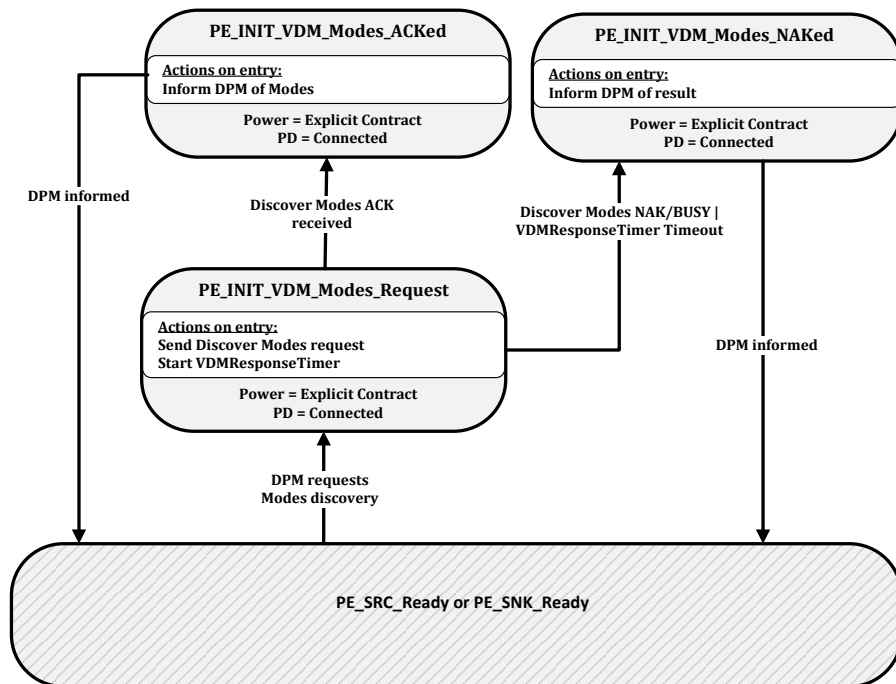 PE_INIT_VDM_Modes_ACKed
Actions on entry:
Inform DPM of Modes
Power = Explicit Contract
PD = Connected
PE_INIT_VDM_Modes_NAKed
Actions on entry:
Inform DPM of result
Power = Explicit Contract
PD = Connected
DPM informed
Discover Modes ACK
received
Discover Modes NAK/BUSY |
VDMResponseTimer Timeout
PE_INIT_VDM_Modes_Request
Actions on entry:
Send Discover Modes request
Start VDMResponseTimer
Power = Explicit Contract
PD = Connected
DPM informed
DPM requests
Modes discovery
PE_SRC_Ready or PE_SNK_Ready